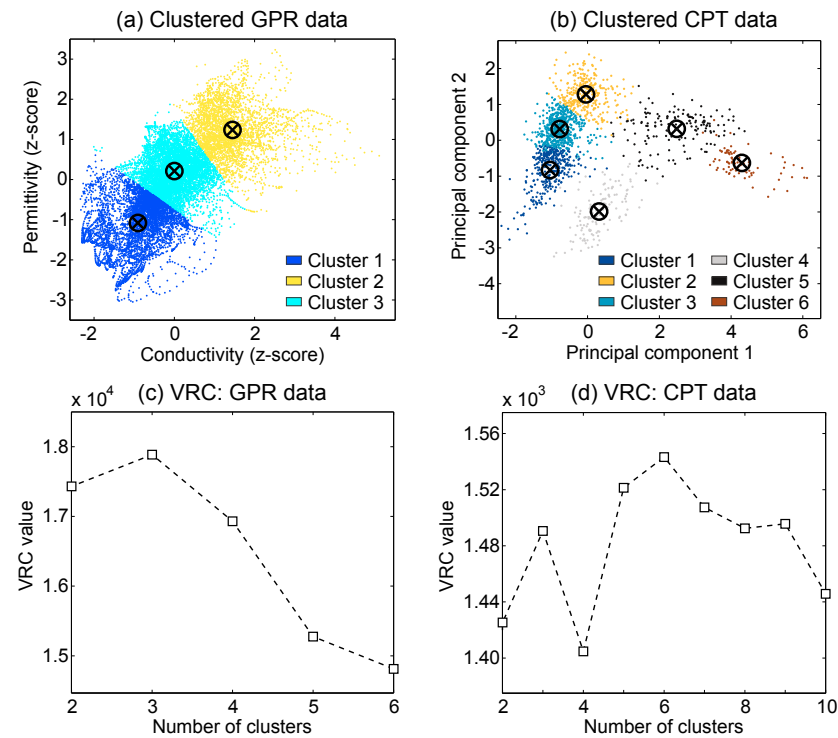 (a) Clustered GPR data
Permittivity (z-score)
3
2
1
0
-1
-2
-3
-2
0
2
4
Conductivity (z-score)
Cluster 1
Cluster 2
Cluster 3
(b) Clustered CPT data
Principal component 2
2
1
0
-1
-2
-3
-4
-2
0
2
4
6
Principal component 1
Cluster 1
Cluster 2
Cluster 3
Cluster 4
Cluster 5
Cluster 6
(c) VRC: GPR data
x 10⁴
VRC value
1.8
1.7
1.6
1.5
2
3
4
5
6
Number of clusters
(d) VRC: CPT data
x 10³
VRC value
1.56
1.52
1.48
1.44
1.40
2
4
6
8
10
Number of clusters